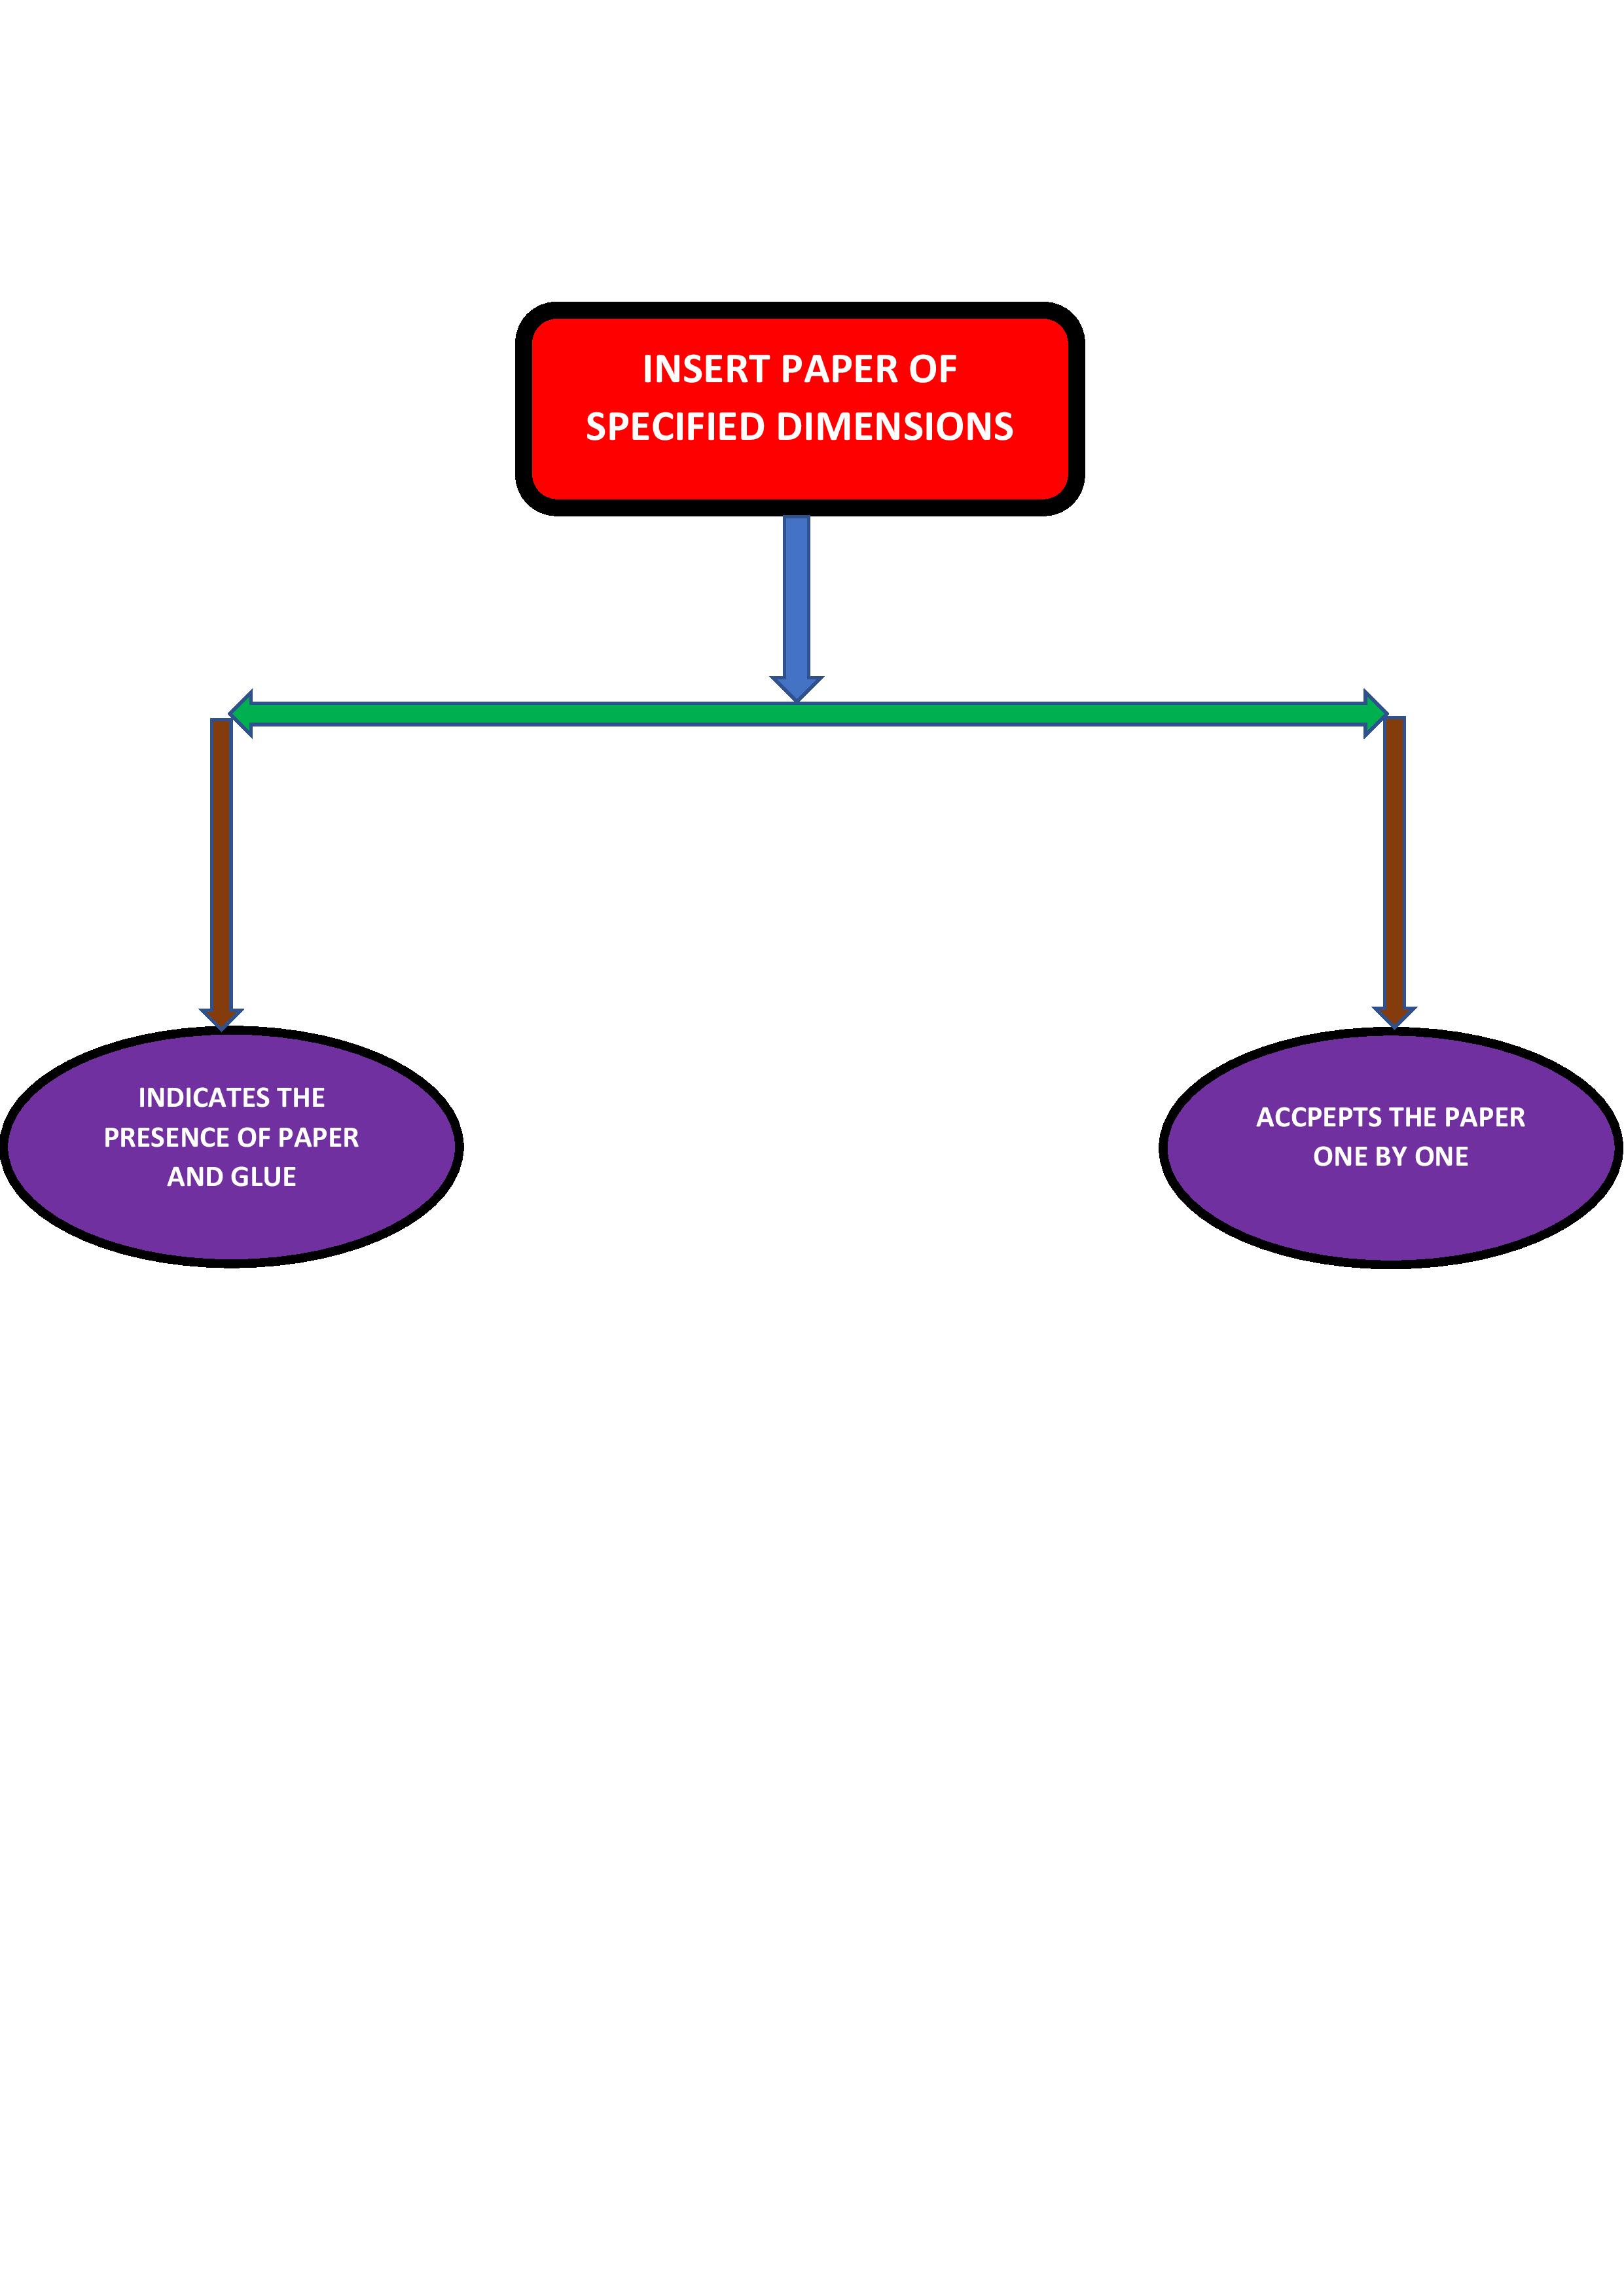 INSERT PAPER OF
SPECIFIED DIMENSIONS
INDICATES THE
PRESENCE OF PAPER
AND GLUE
ACCPEPTS THE PAPER
ONE BY ONE